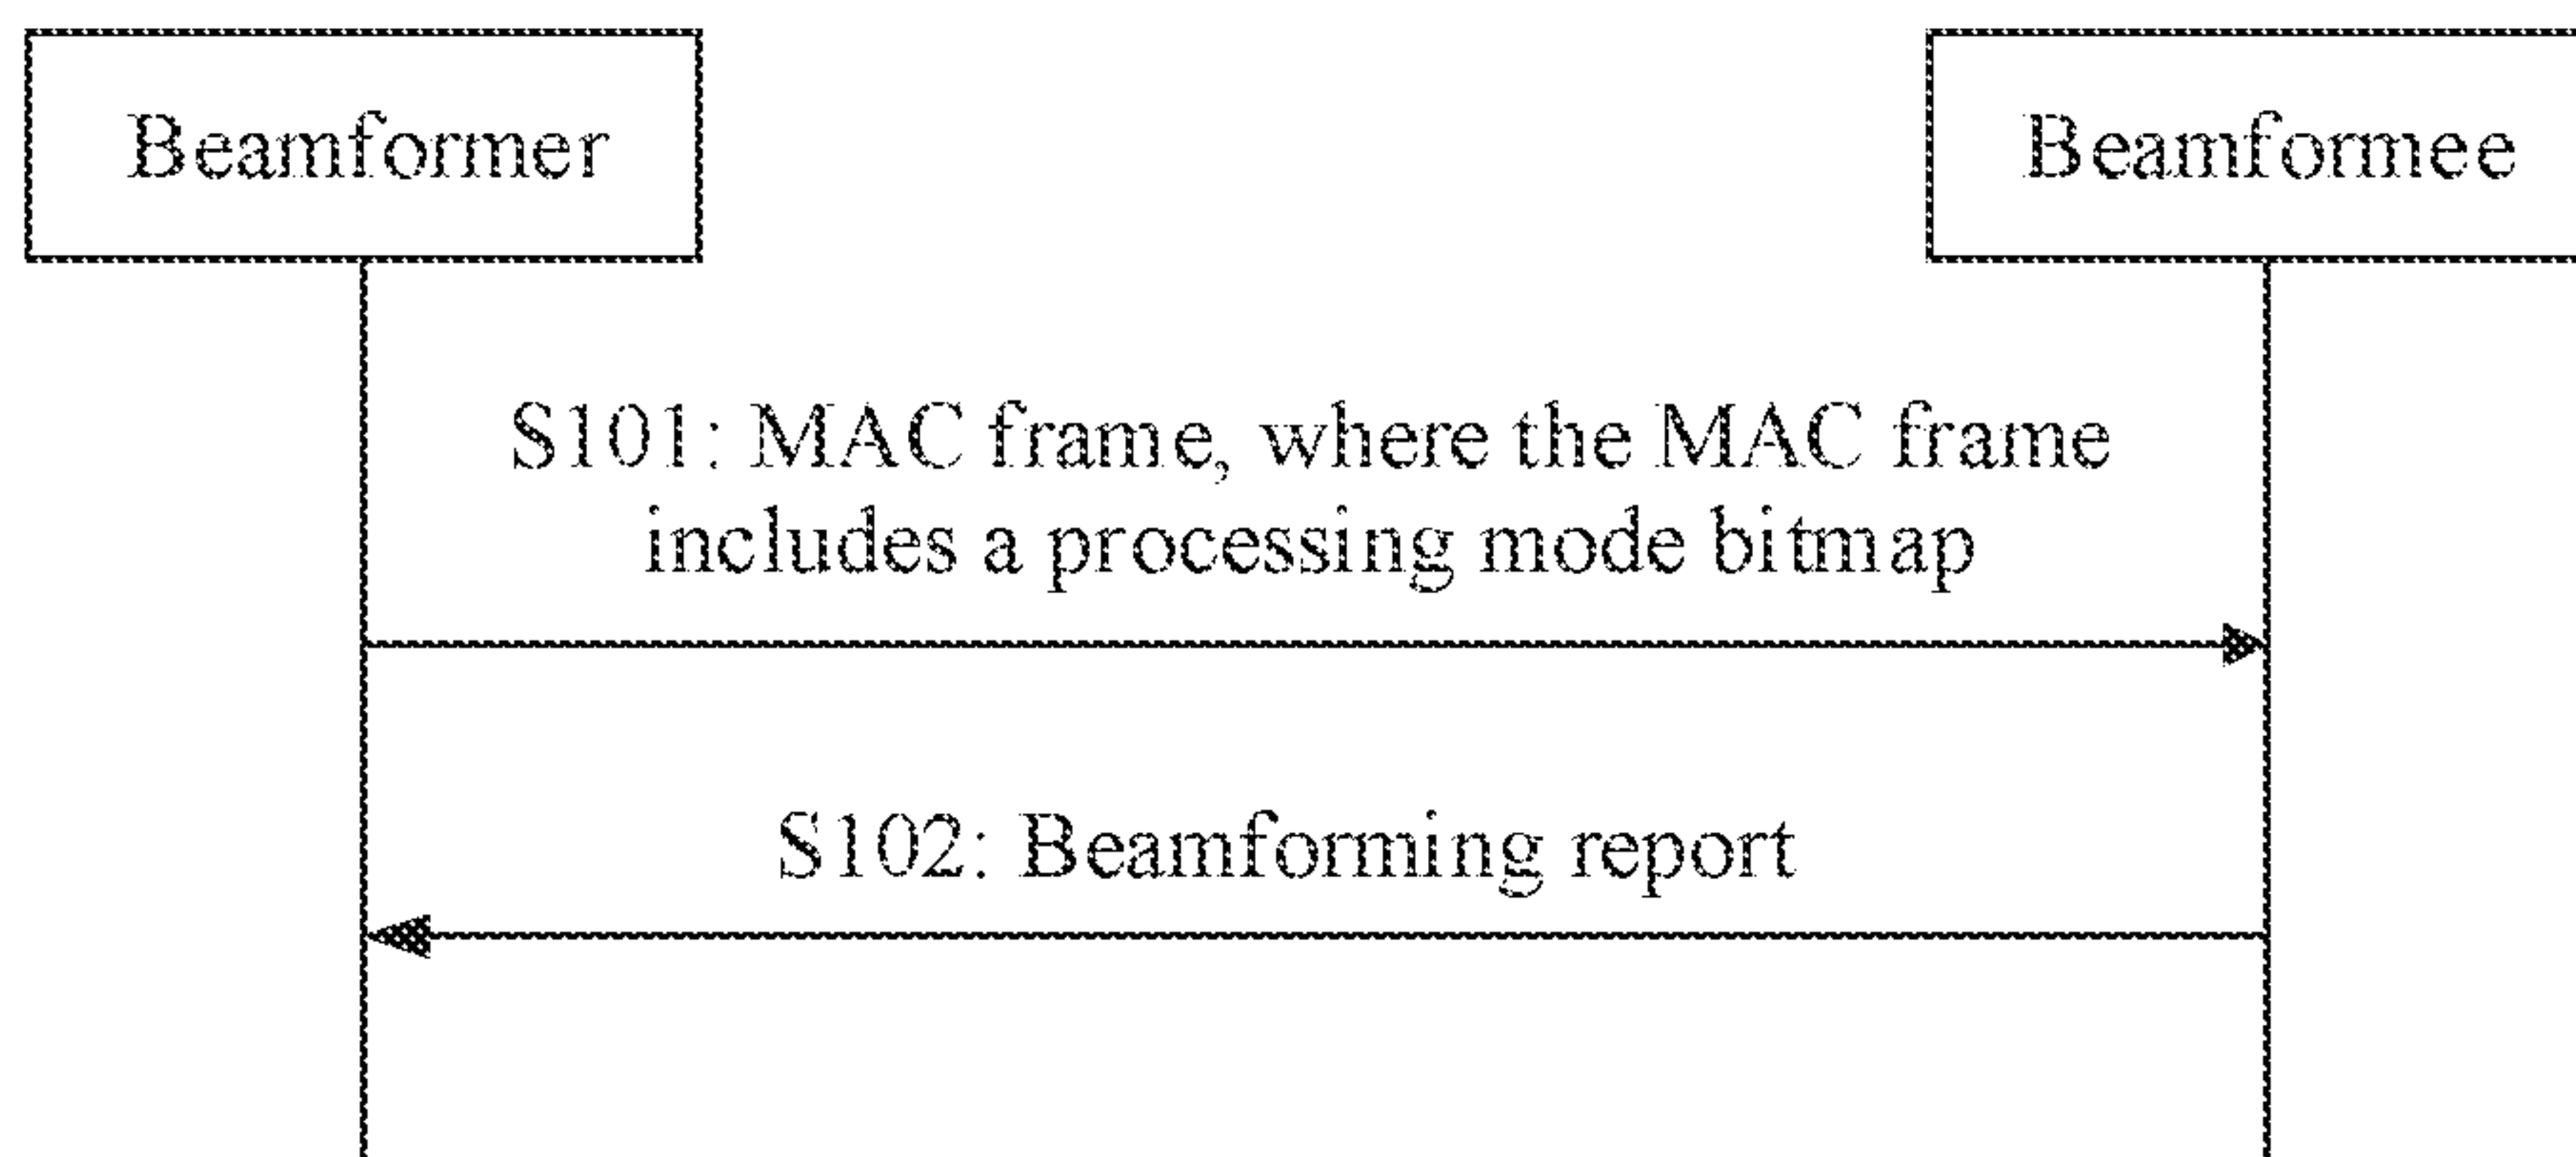 Beamformer
Beamformee
S101: MAC frame, where the MAC frame
includes a processing mode bitmap
S102: Beamforming report